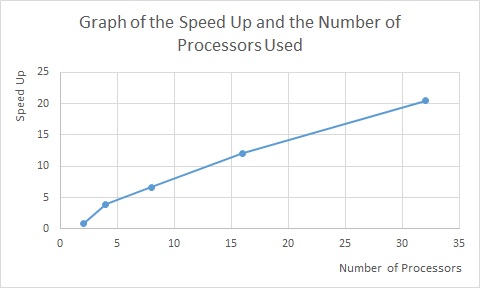 Graph of the Speed Up and the Number of
Processors Used
Speed Up
25
20
15
10
5
0
0 5 10 15 20 25 30 35
Number of Processors